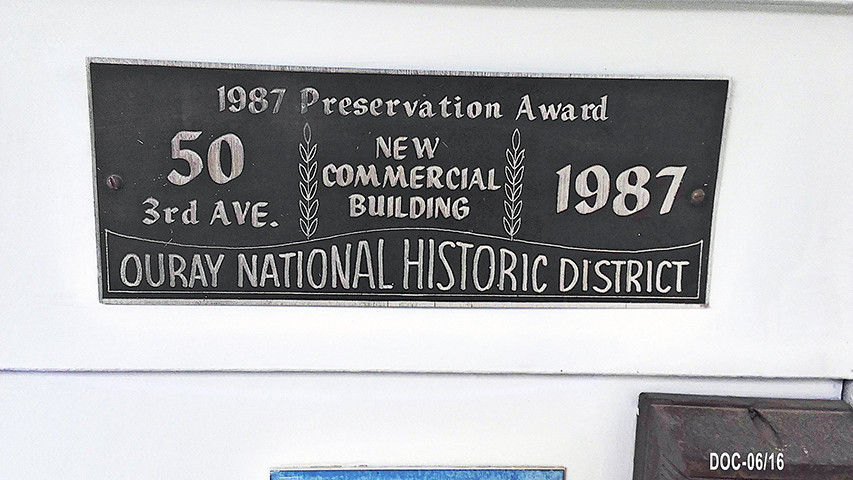 1987 Preservation Award
50
3rd AVE.
NEW
COMMERCIAL
BUILDING
1987
OURAY NATIONAL HISTORIC DISTRICT
DOC-06/16